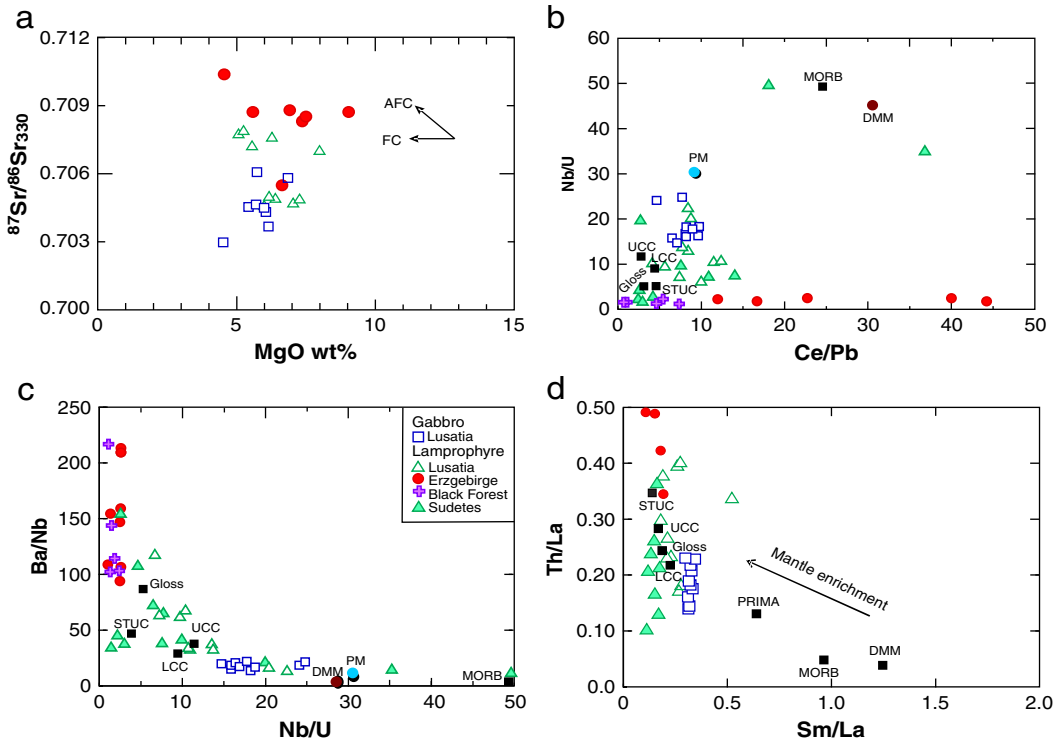 a
0.712
0.709
0.706
0.703
0.700
87Sr/86Sr330
AFC
FC
0
5
10
15
MgO wt%
b
60
50
40
30
20
10
0
Nb/U
MORB
DMM
PM
UCC
LCC
Gloss
STUC
0
10
20
30
40
50
Ce/Pb
c
250
200
150
100
50
0
Ba/Nb
Gabbro
Lusatia
Lamprophyre
Lusatia
Erzgebirge
Black Forest
Sudetes
Gloss
STUC
UCC
LCC
DMM
PM
MORB
0
10
20
30
40
50
Nb/U
d
0.50
0.40
0.30
0.20
0.10
0.0
Th/La
STUC
UCC
Gloss
LCC
Mantle enrichment
PRIMA
MORB
DMM
0
0.5
1.0
1.5
2.0
Sm/La